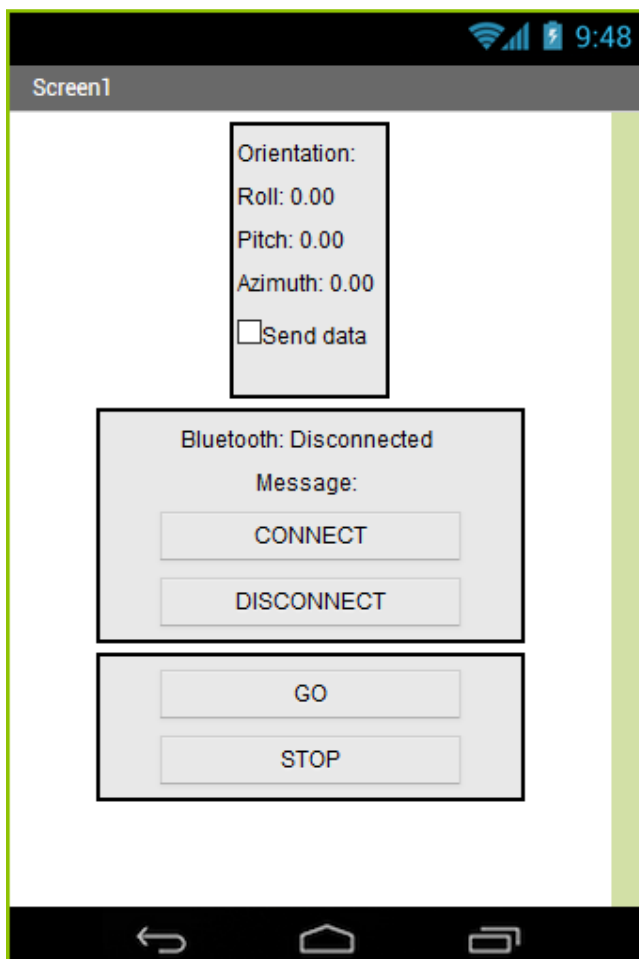 9:48
Screen1
Orientation:
Roll: 0.00
Pitch: 0.00
Azimuth: 0.00
Send data
Bluetooth: Disconnected
Message:
CONNECT
DISCONNECT
GO
STOP